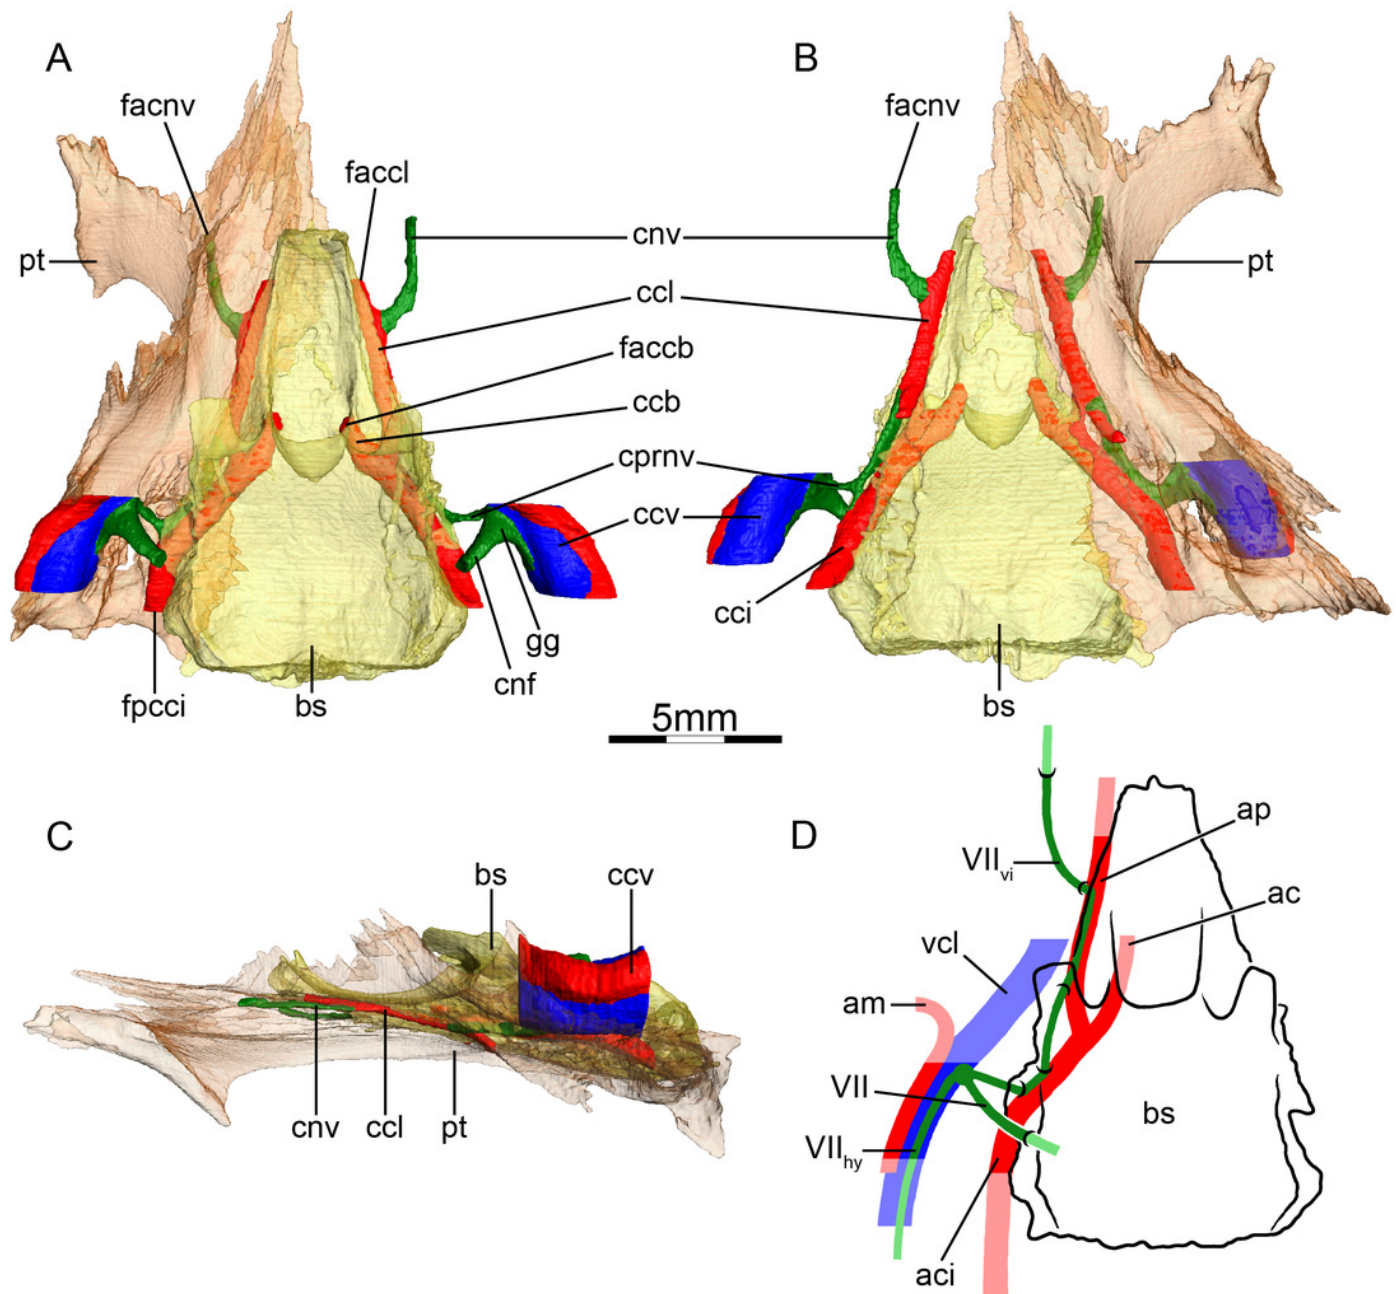 A
B
facnv
facnv
faccl
cnv
pt
pt
ccl
faccb
ccb
cprnv
ccv
cci
gg
cnf
fpcci
bs
bs
5mm
C
D
bs
ccv
ap
VIIvi
ac
vcl
am
VII
bs
cnv
ccl
pt
VIIhy
aci